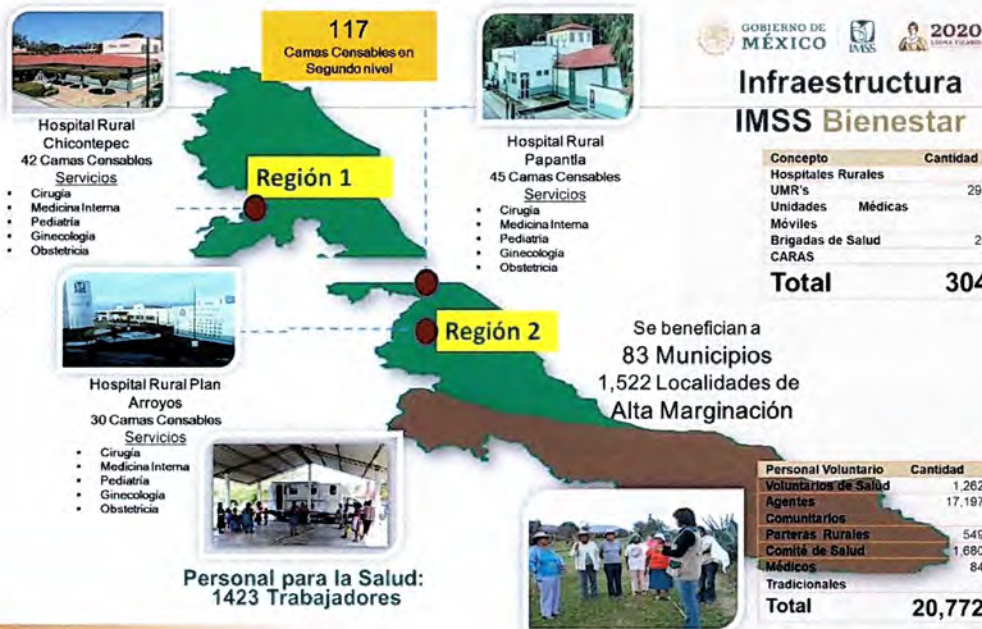 117
Camas Censables en
Segundo nivel
GOBIERNO DE
MÉXICO
IMSS
2020
Infraestructura
IMSS Bienestar
Hospital Rural
Chicontepec
42 Camas Censables
Servicios
• Cirugía
• Medicina Interna
• Pediatría
• Ginecología
• Obstetricia
Región 1
Hospital Rural
Papantla
45 Camas Censables
Servicios
• Cirugía
• Medicina Interna
• Pediatría
• Ginecología
• Obstetricia
Concepto Cantidad
Hospitales Rurales
UMR's 29
Unidades Médicas
Móviles
Brigadas de Salud 2
CARAS
Total 304
Región 2
Hospital Rural Plan
Arroyos
30 Camas Censables
Servicios
• Cirugía
• Medicina Interna
• Pediatría
• Ginecología
• Obstetricia
Se benefician a
83 Municipios
1,522 Localidades de
Alta Marginación
Personal para la Salud:
1423 Trabajadores
Personal Voluntario Cantidad
Voluntarios de Salud 1,262
Agentes 17,197
Comunitarios
Parteras Rurales 549
Comité de Salud 1,680
Médicos 84
Tradicionales
Total 20,772